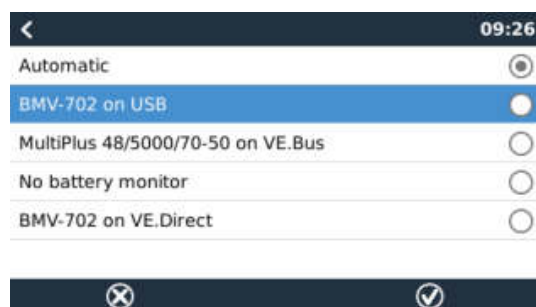 09:26
Automatic
BMV-702 on USB
MultiPlus 48/5000/70-50 on VE.Bus
No battery monitor
BMV-702 on VE.Direct